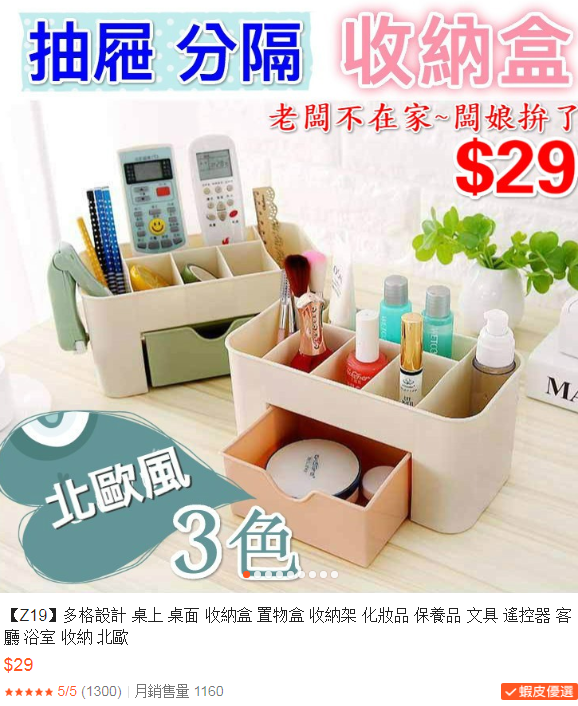 抽屜 分隔 收納盒
老闆不在家~闆娘拚了
$29
MA
北歐風
3色
【Z19】多格設計 桌上 桌面 收納盒 置物盒 收納架 化妝品 保養品 文具 遙控器 客
廳 浴室 收納 北歐
$29
5/5 (1300) 月銷售量 1160
蝦皮優選